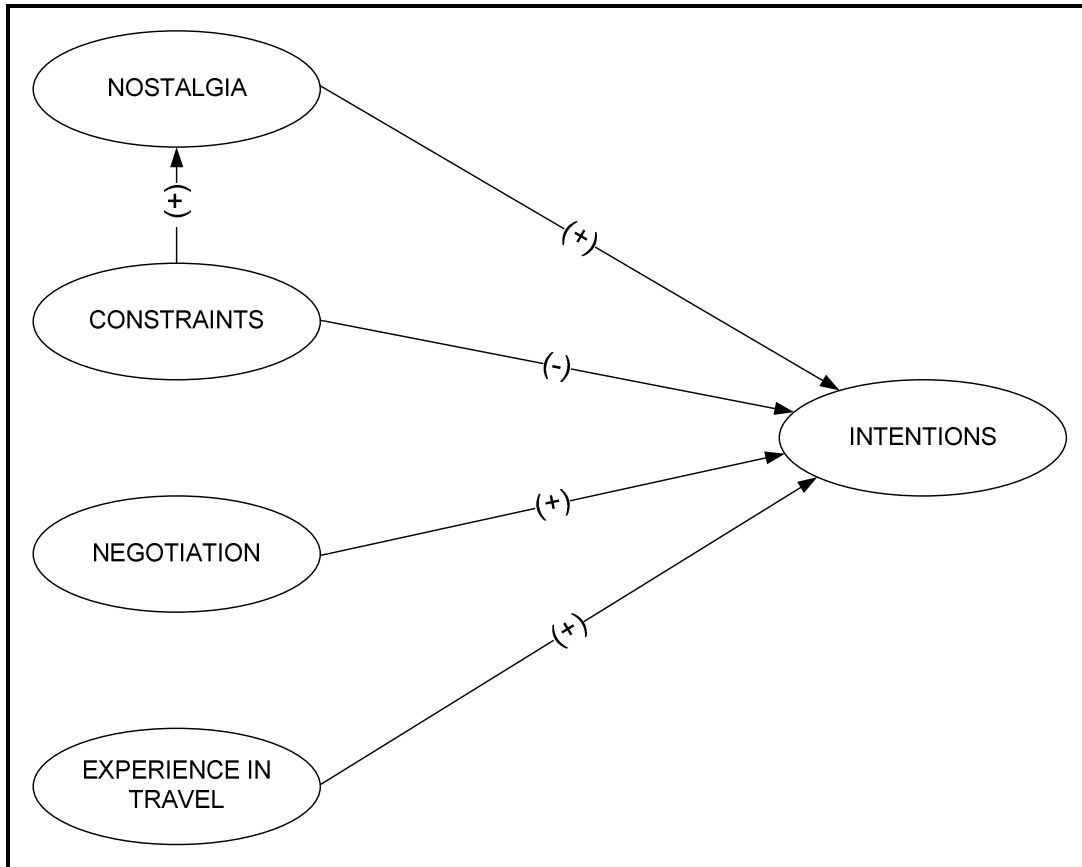 NOSTALGIA
(+)
(+)
CONSTRAINTS
(-)
INTENTIONS
NEGOTIATION
(+)
(+)
EXPERIENCE IN
TRAVEL